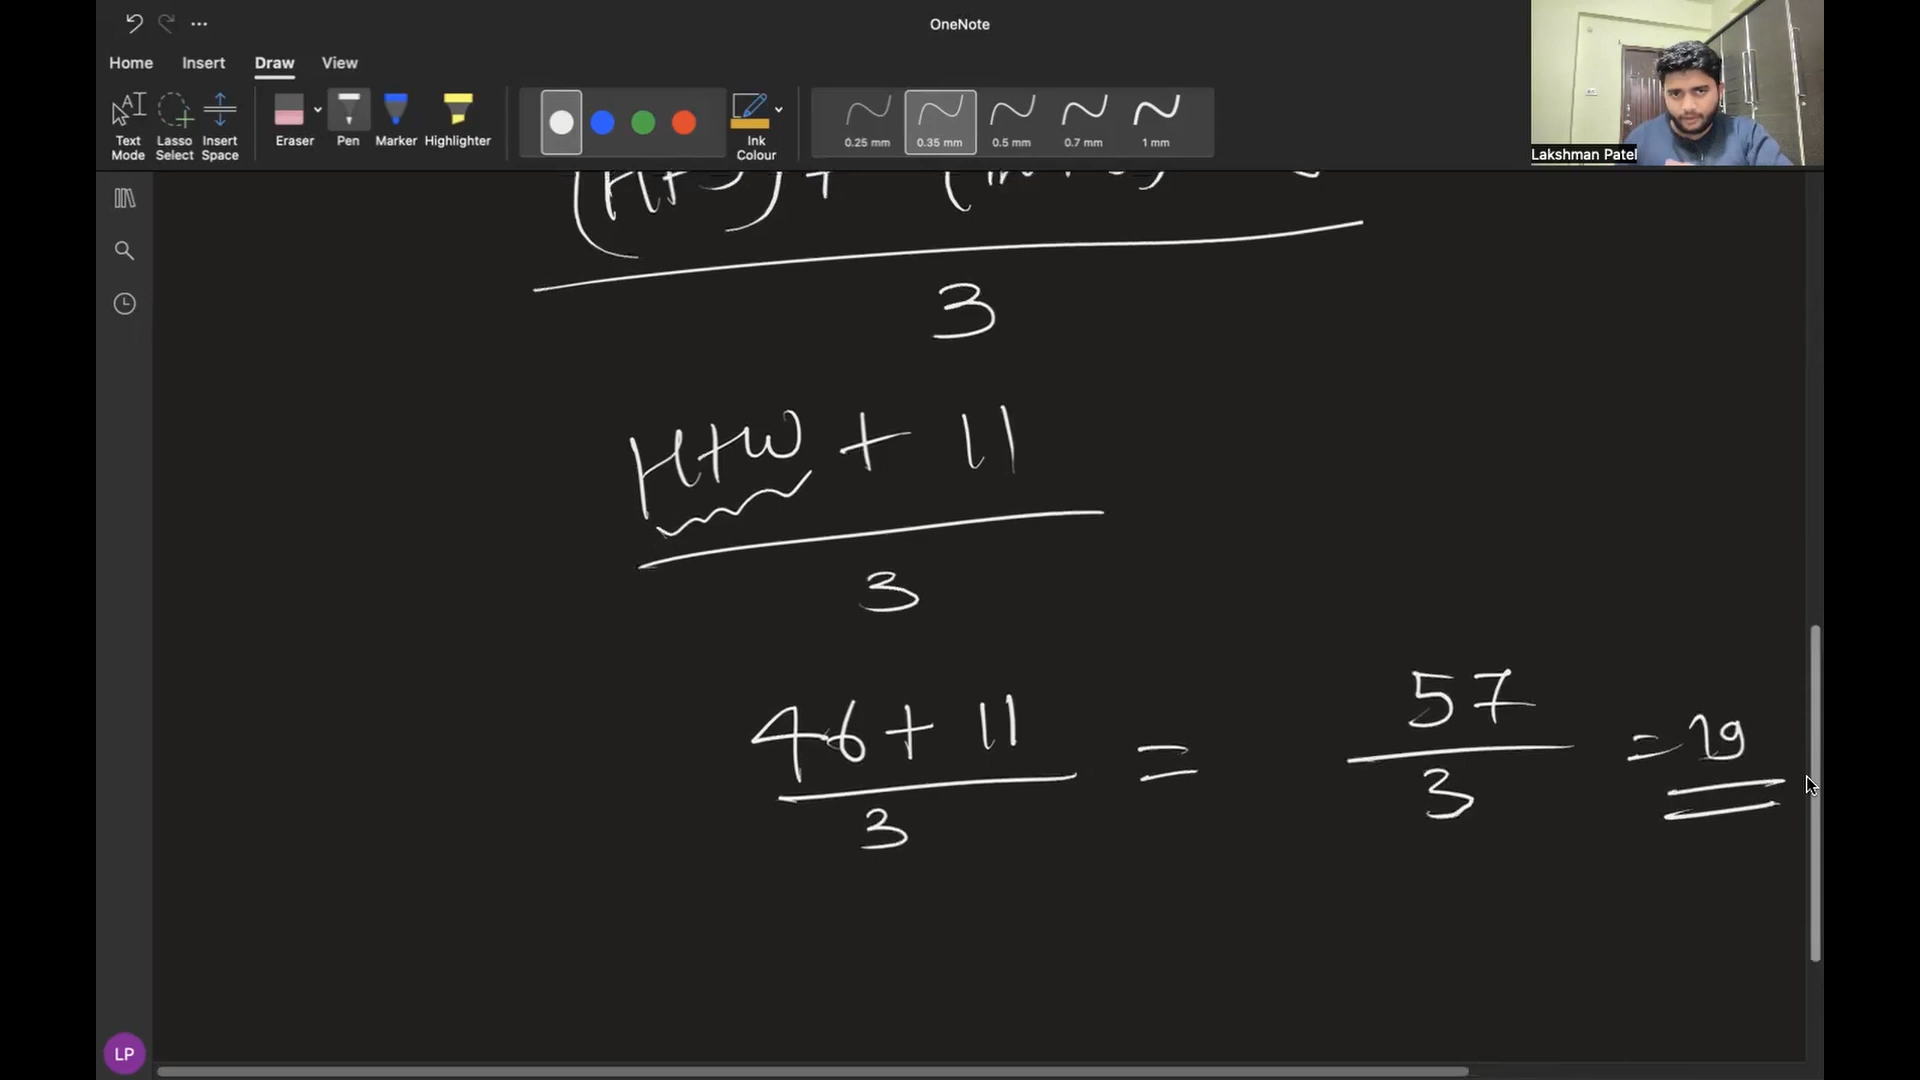 OneNote
Home Insert Draw View
Text Mode
Lasso Select
Insert Space
Eraser
Pen
Marker
Highlighter
Ink Colour
0.25 mm
0.35 mm
0.5 mm
0.7 mm
1 mm
Lakshman Patel
3
H+W + 11
3
46 + 11 = 57 = 19
3 3
LP